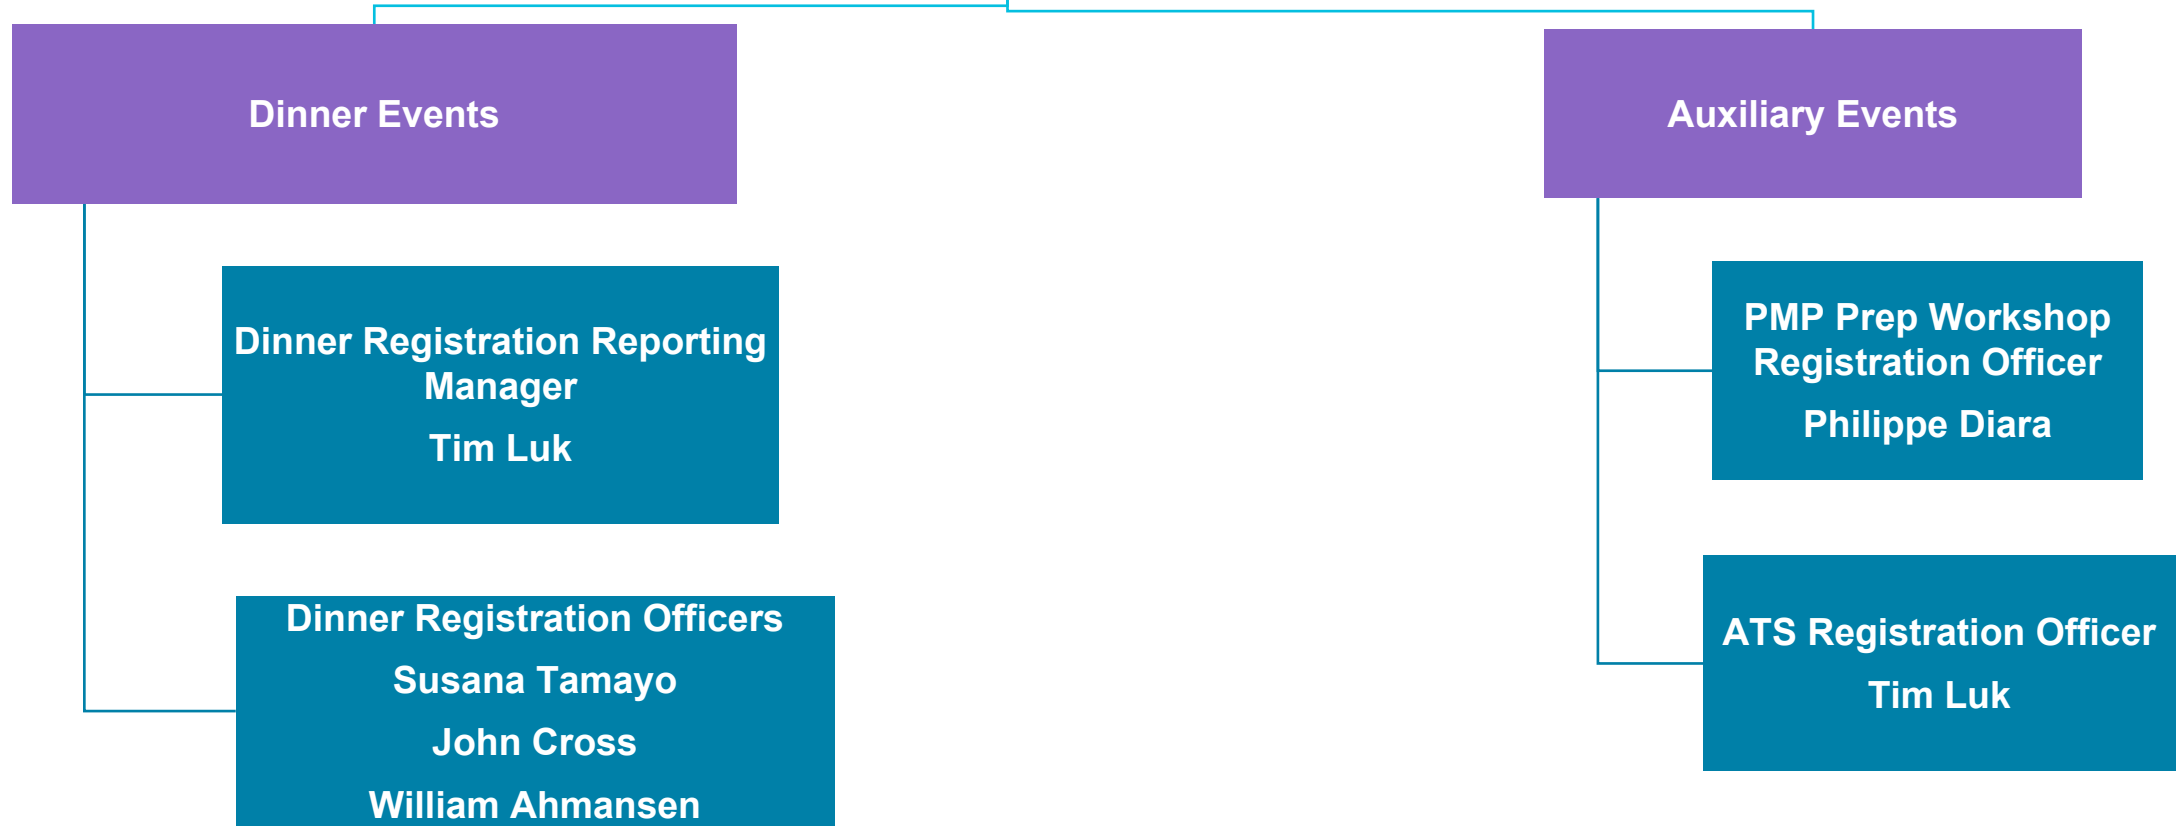 Dinner Events
Dinner Registration Reporting
Manager
Tim Luk
Dinner Registration Officers
Susana Tamayo
John Cross
William Ahmansen
Auxiliary Events
PMP Prep Workshop
Registration Officer
Philippe Diara
ATS Registration Officer
Tim Luk